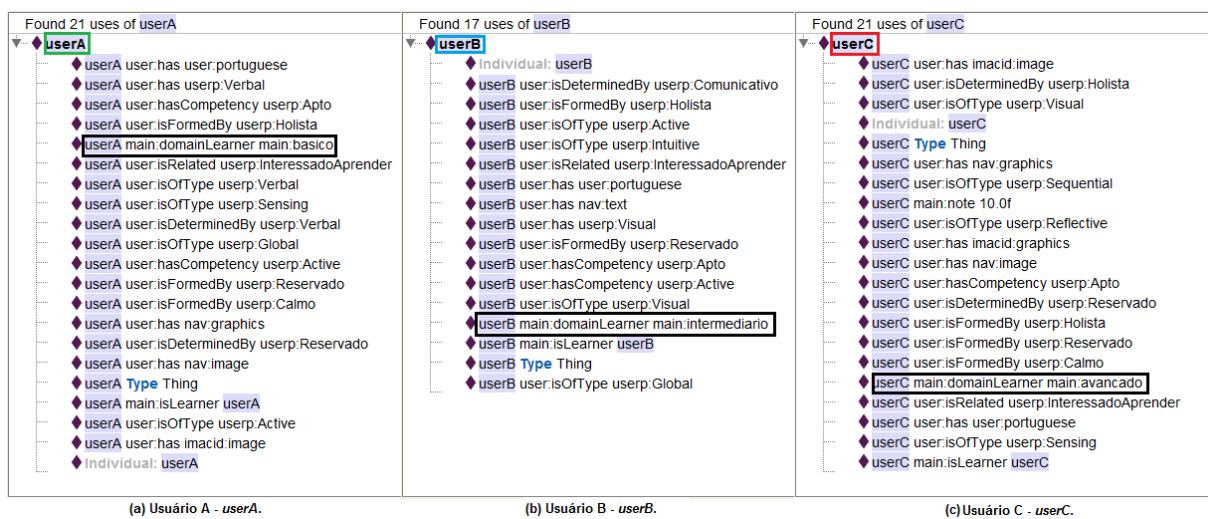 Found 21 uses of userA
userA
userA user:has user:portuguese
userA user:has userp:Verbal
userA user:hasCompetency userp:Apto
userA user:isFormedBy userp:Holista
userA main:domainLearner main:basico
userA user:isRelated userp:InteressadoAprender
userA user:isOfType userp:Verbal
userA user:isOfType userp:Sensing
userA user:isDeterminedBy userp:Verbal
userA user:isOfType userp:Global
userA user:hasCompetency userp:Active
userA user:isFormedBy userp:Reservado
userA user:isFormedBy userp:Calmo
userA user:has nav:graphics
userA user:isDeterminedBy userp:Reservado
userA user:has nav:image
userA Type Thing
userA main:isLearner userA
userA user:isOfType userp:Active
userA user:has imacid:image
Individual: userA
(a) Usuário A - userA.
Found 17 uses of userB
userB
Individual: userB
userB user:isDeterminedBy userp:Comunicativo
userB user:isFormedBy userp:Holista
userB user:isOfType userp:Active
userB user:isOfType userp:Intuitive
userB user:isRelated userp:InteressadoAprender
userB user:has user:portuguese
userB user:has nav:text
userB user:has userp:Visual
userB user:isFormedBy userp:Reservado
userB user:hasCompetency userp:Apto
userB user:hasCompetency userp:Active
userB user:isOfType userp:Visual
userB main:domainLearner main:intermediario
userB main:isLearner userB
userB Type Thing
userB user:isOfType userp:Global
(b) Usuário B - userB.
Found 21 uses of userC
userC
userC user:has imacid:image
userC user:isDeterminedBy userp:Holista
userC user:isOfType userp:Visual
Individual: userC
userC Type Thing
userC user:has nav:graphics
userC user:isOfType userp:Sequential
userC main:note 10.0f
userC user:isOfType userp:Reflective
userC user:has imacid:graphics
userC user:has nav:image
userC user:hasCompetency userp:Apto
userC user:isDeterminedBy userp:Reservado
userC user:isFormedBy userp:Holista
userC user:isFormedBy userp:Reservado
userC user:isFormedBy userp:Calmo
userC main:domainLearner main:avancado
userC user:isRelated userp:InteressadoAprender
userC user:has user:portuguese
userC user:isOfType userp:Sensing
userC main:isLearner userC
(c) Usuário C - userC.